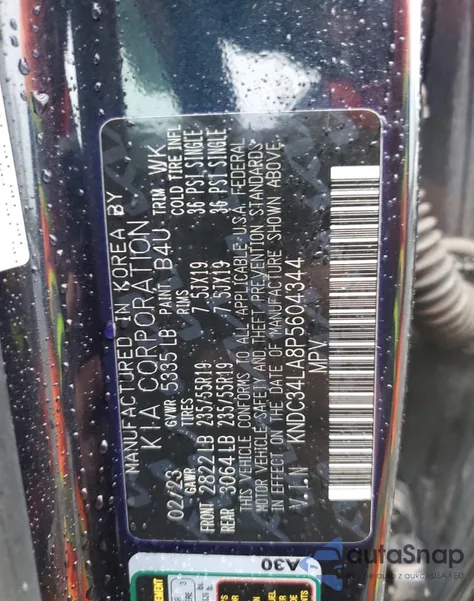 MANUFACTURED IN KOREA BY
KIA CORPORATION
02/23 GVWR 5335 LB PAINT B4U TRIM WK
GAWR TIRES RIMS COLD TIRE INFL
FRONT 2822 LB 235/55R19 7.5JX19 36 PSI SINGLE
REAR 3064 LB 235/55R19 7.5JX19 36 PSI SINGLE
THIS VEHICLE CONFORMS TO ALL APPLICABLE U.S.A. FEDERAL
MOTOR VEHICLE SAFETY AND THEFT PREVENTION STANDARDS
IN EFFECT ON THE DATE OF MANUFACTURE SHOWN ABOVE.
V.I.N KNDC34LA8P5604344
MPV
A30
autoSnap